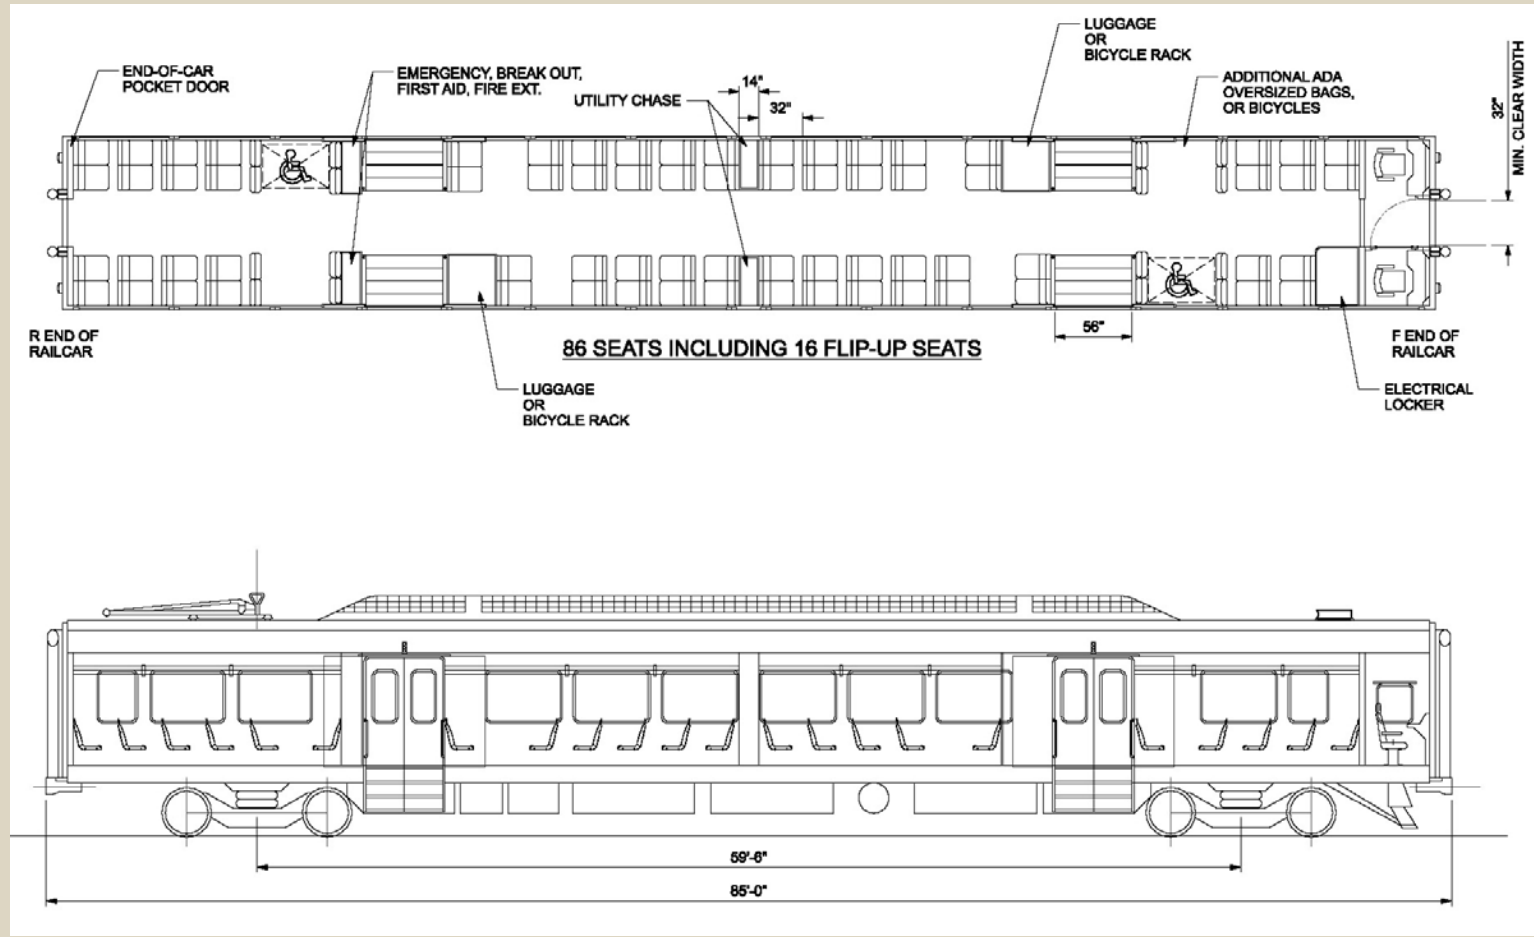 LUGGAGE
OR
BICYCLE RACK
END-OF-CAR
POCKET DOOR
EMERGENCY, BREAK OUT,
FIRST AID, FIRE EXT.
UTILITY CHASE
14"
32"
ADDITIONAL ADA
OVERSIZED BAGS,
OR BICYCLES
32"
MIN. CLEAR WIDTH
R END OF
RAILCAR
86 SEATS INCLUDING 16 FLIP-UP SEATS
56"
F END OF
RAILCAR
LUGGAGE
OR
BICYCLE RACK
ELECTRICAL
LOCKER
59'-6"
85'-0"